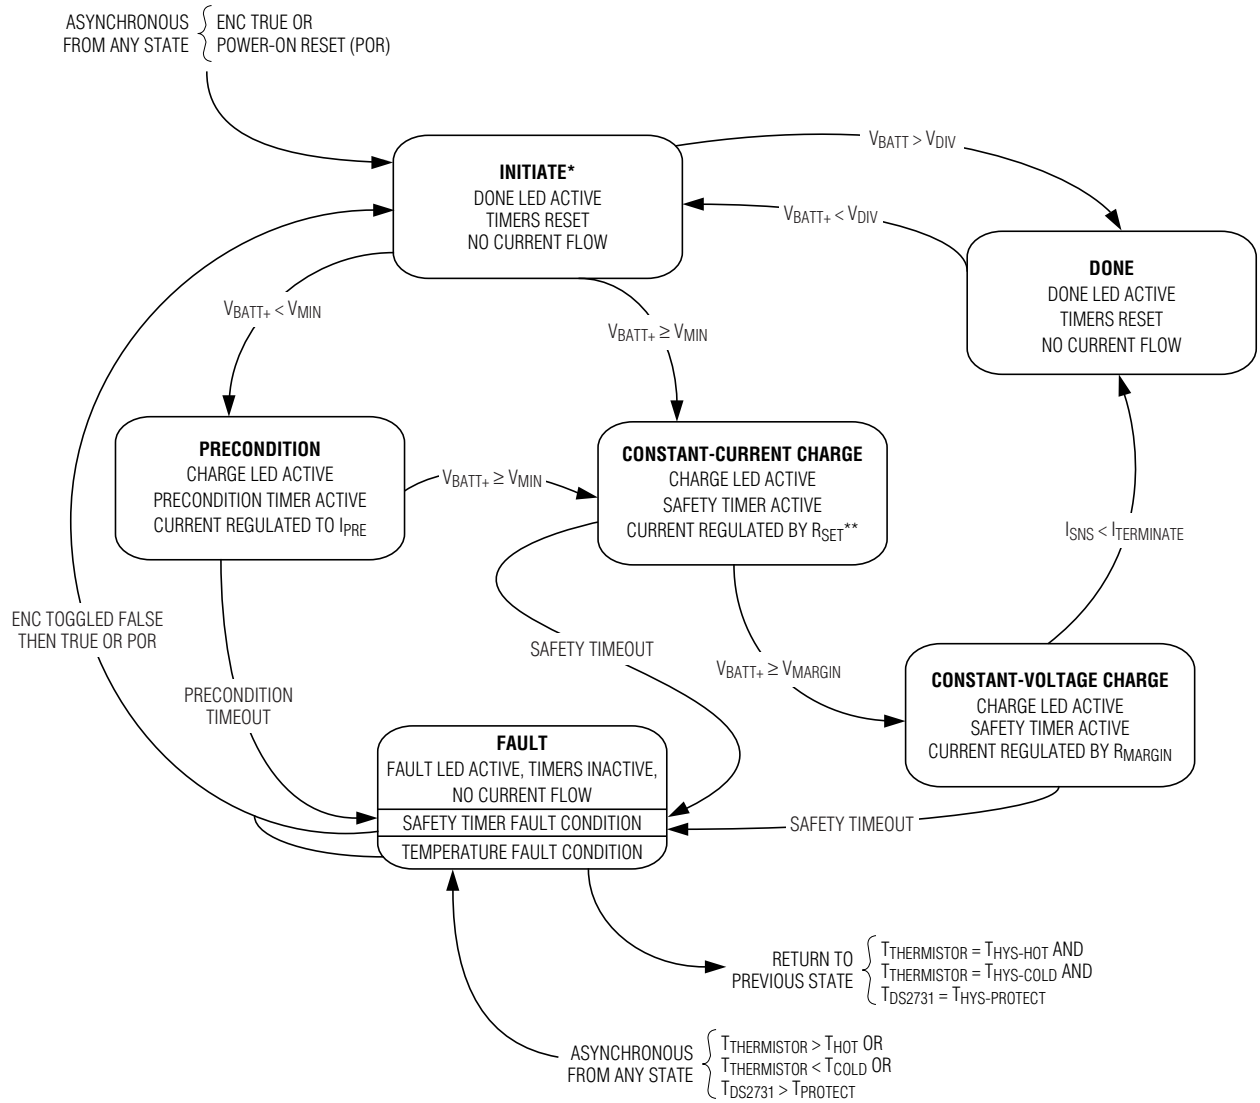 ASYNCHRONOUS
FROM ANY STATE
ENC TRUE OR
POWER-ON RESET (POR)
INITIATE*
DONE LED ACTIVE
TIMERS RESET
NO CURRENT FLOW
VBATT > VDIV
VBATT+ < VDIV
DONE
DONE LED ACTIVE
TIMERS RESET
NO CURRENT FLOW
VBATT+ < VMIN
VBATT+ ≥ VMIN
PRECONDITION
CHARGE LED ACTIVE
PRECONDITION TIMER ACTIVE
CURRENT REGULATED TO IPRE
VBATT+ ≥ VMIN
CONSTANT-CURRENT CHARGE
CHARGE LED ACTIVE
SAFETY TIMER ACTIVE
CURRENT REGULATED BY RSET**
ISNS < ITERMINATE
ENC TOGGLED FALSE
THEN TRUE OR POR
SAFETY TIMEOUT
VBATT+ ≥ VMARGIN
CONSTANT-VOLTAGE CHARGE
CHARGE LED ACTIVE
SAFETY TIMER ACTIVE
CURRENT REGULATED BY RMARGIN
PRECONDITION
TIMEOUT
FAULT
FAULT LED ACTIVE, TIMERS INACTIVE,
NO CURRENT FLOW
SAFETY TIMER FAULT CONDITION
TEMPERATURE FAULT CONDITION
SAFETY TIMEOUT
RETURN TO
PREVIOUS STATE
TTHERMISTOR = THYS-HOT AND
TTHERMISTOR = THYS-COLD AND
TDS2731 = THYS-PROTECT
ASYNCHRONOUS
FROM ANY STATE
TTHERMISTOR > THOT OR
TTHERMISTOR < TCOLD OR
TDS2731 > TPROTECT